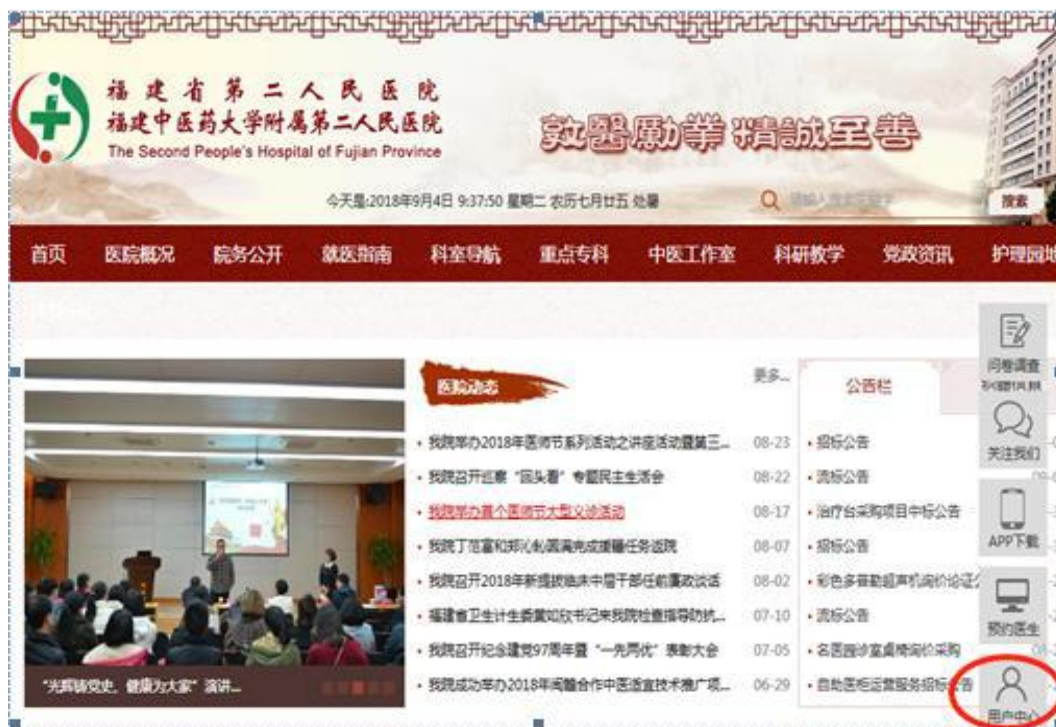 福建省第二人民医院
福建中医药大学附属第二人民医院
The Second People's Hospital of Fujian Province
敦醫勵業 精誠至善
今天是:2018年9月4日 9:37:50 星期二 农历七月廿五 处暑
搜索
首页 医院概况 院务公开 就医指南 科室导航 重点专科 中医工作室 科研教学 党政资讯 护理园地
问卷调查
关注我们
APP下载
预约医生
用户中心
医院动态 更多...
我院举办2018年医师节系列活动之讲座活动暨第三... 08-23
我院召开巡察“回头看”专题民主生活会 08-22
我院举办首个医师节大型义诊活动 08-17
我院丁范富和郑沁鈊圆满完成援疆任务返院 08-07
我院召开2018年新提拔临床中层干部任前廉政谈话 08-02
福建省卫生计生委黄如欣书记来我院检查指导防抗... 07-10
我院召开纪念建党97周年暨“一先两优”表彰大会 07-05
我院成功举办2018年闽赣合作中医适宜技术推广项... 06-29
公告栏
招标公告
流标公告
治疗台采购项目中标公告
招标公告
彩色多普勒超声机询价论证公
流标公告
名医园诊室桌椅询价采购
自助医柜运营服务招标公告
“光辉铸党史，健康为大家”演讲...